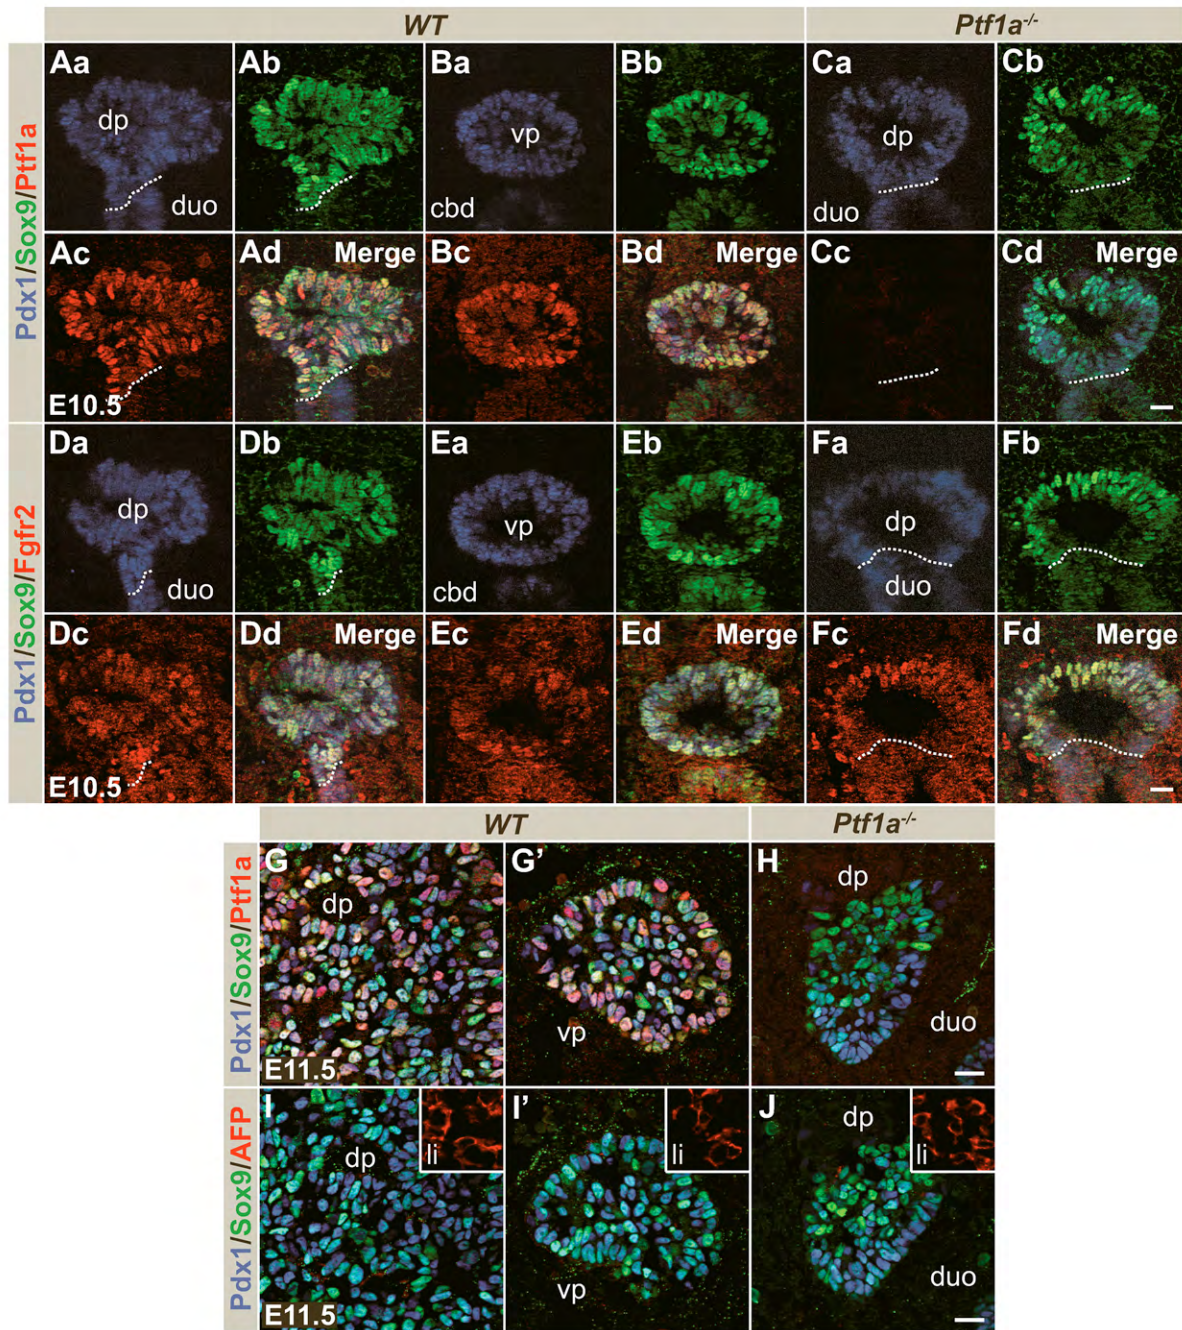 WT Ptf1a-/-
Pdx1/Sox9/Ptf1a
Aa Ab Ba Bb Ca Cb
dp vp dp
duo cbd duo
Ac Ad Merge Bc Bd Merge Cc Cd Merge
E10.5
Pdx1/Sox9/Fgfr2
Da Db Ea Eb Fa Fb
dp vp dp
duo cbd duo
Dc Dd Merge Ec Ed Merge Fc Fd Merge
E10.5
WT Ptf1a-/-
Pdx1/Sox9/Ptf1a
G G' H
dp dp
vp duo
E11.5
Pdx1/Sox9/AFP
I I' J
dp li li dp li
vp duo
E11.5